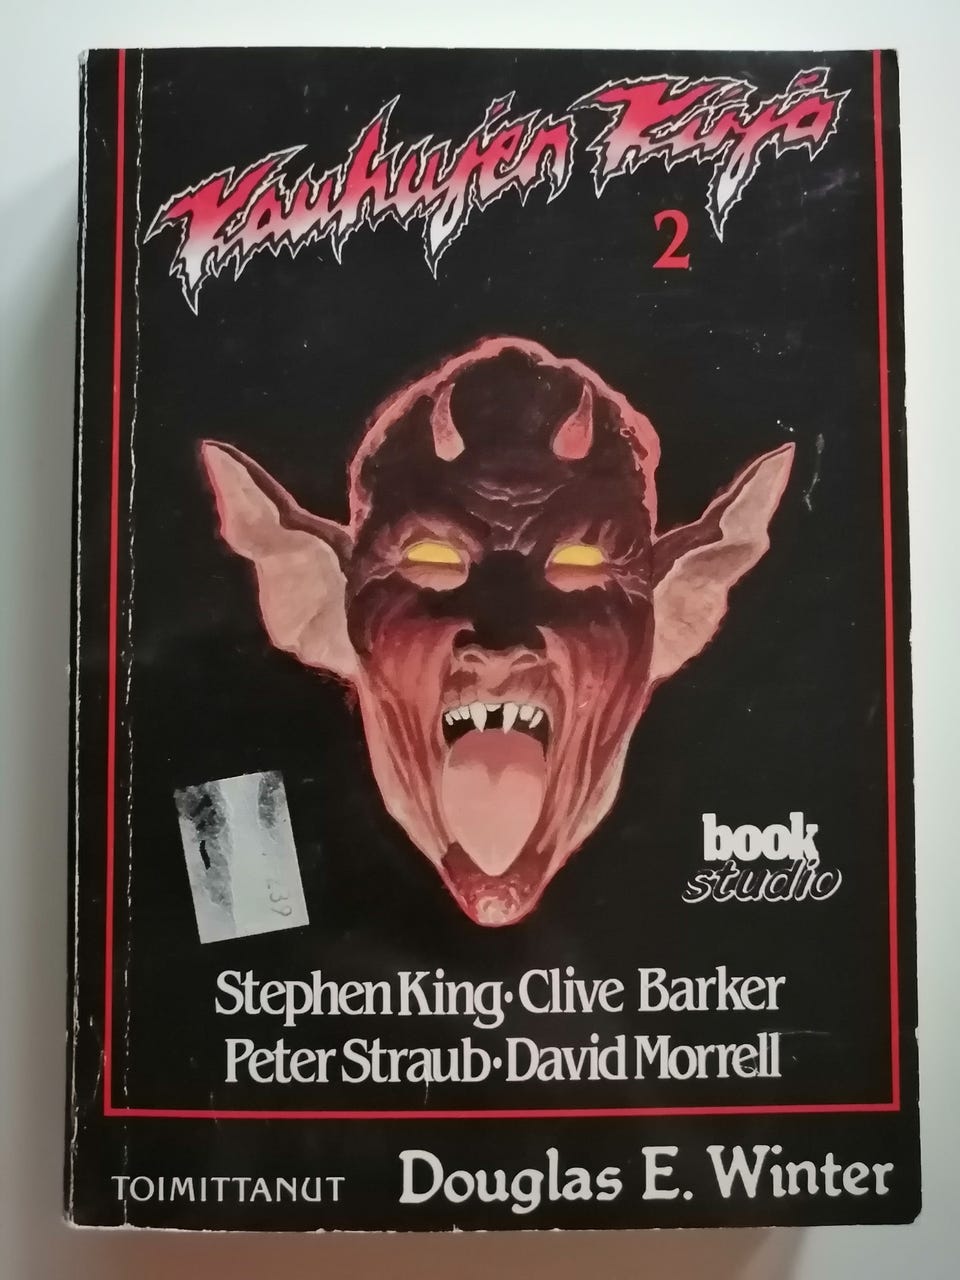 Kauhujen Kirja
2
book
studio
Stephen King · Clive Barker
Peter Straub · David Morrell
TOIMITTANUT Douglas E. Winter